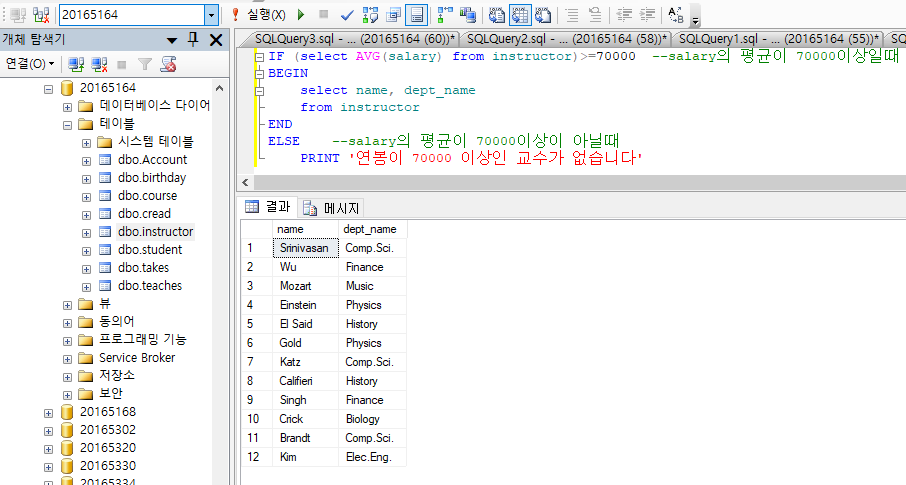 20165164
실행(X)
개체 탐색기
연결(O)
20165164
데이터베이스 다이어
테이블
시스템 테이블
dbo.Account
dbo.birthday
dbo.course
dbo.cread
dbo.instructor
dbo.student
dbo.takes
dbo.teaches
뷰
동의어
프로그래밍 기능
Service Broker
저장소
보안
20165168
20165302
20165320
20165330
20165334
SQLQuery3.sql - ... (20165164 (60))* SQLQuery2.sql - ... (20165164 (58))* SQLQuery1.sql - ... (20165164 (55))*
IF (select AVG(salary) from instructor)>=70000 --salary의 평균이 700000이상일때
BEGIN
select name, dept_name
from instructor
END
ELSE --salary의 평균이 70000이상이 아닐때
PRINT '연봉이 70000 이상인 교수가 없습니다'
결과 메시지
name dept_name
1 Srinivasan Comp.Sci.
2 Wu Finance
3 Mozart Music
4 Einstein Physics
5 El Said History
6 Gold Physics
7 Katz Comp.Sci.
8 Califieri History
9 Singh Finance
10 Crick Biology
11 Brandt Comp.Sci.
12 Kim Elec.Eng.